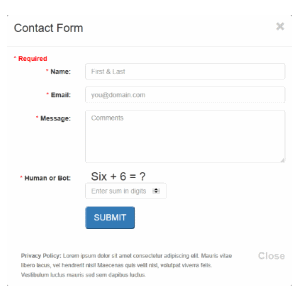 Contact Form
×
* Required
* Name:
First & Last
* Email:
you@domain.com
* Message:
Comments
* Human or Bot:
Six + 6 = ?
Enter sum in digits
SUBMIT
Privacy Policy: Lorem ipsum dolor sit amet consectetur adipiscing elit. Mauris vitae
libero lacus, vel hendrerit nisi! Maecenas quis velit nisl, volutpat viverra felis.
Vestibulum luctus mauris sed sem dapibus luctus.
Close